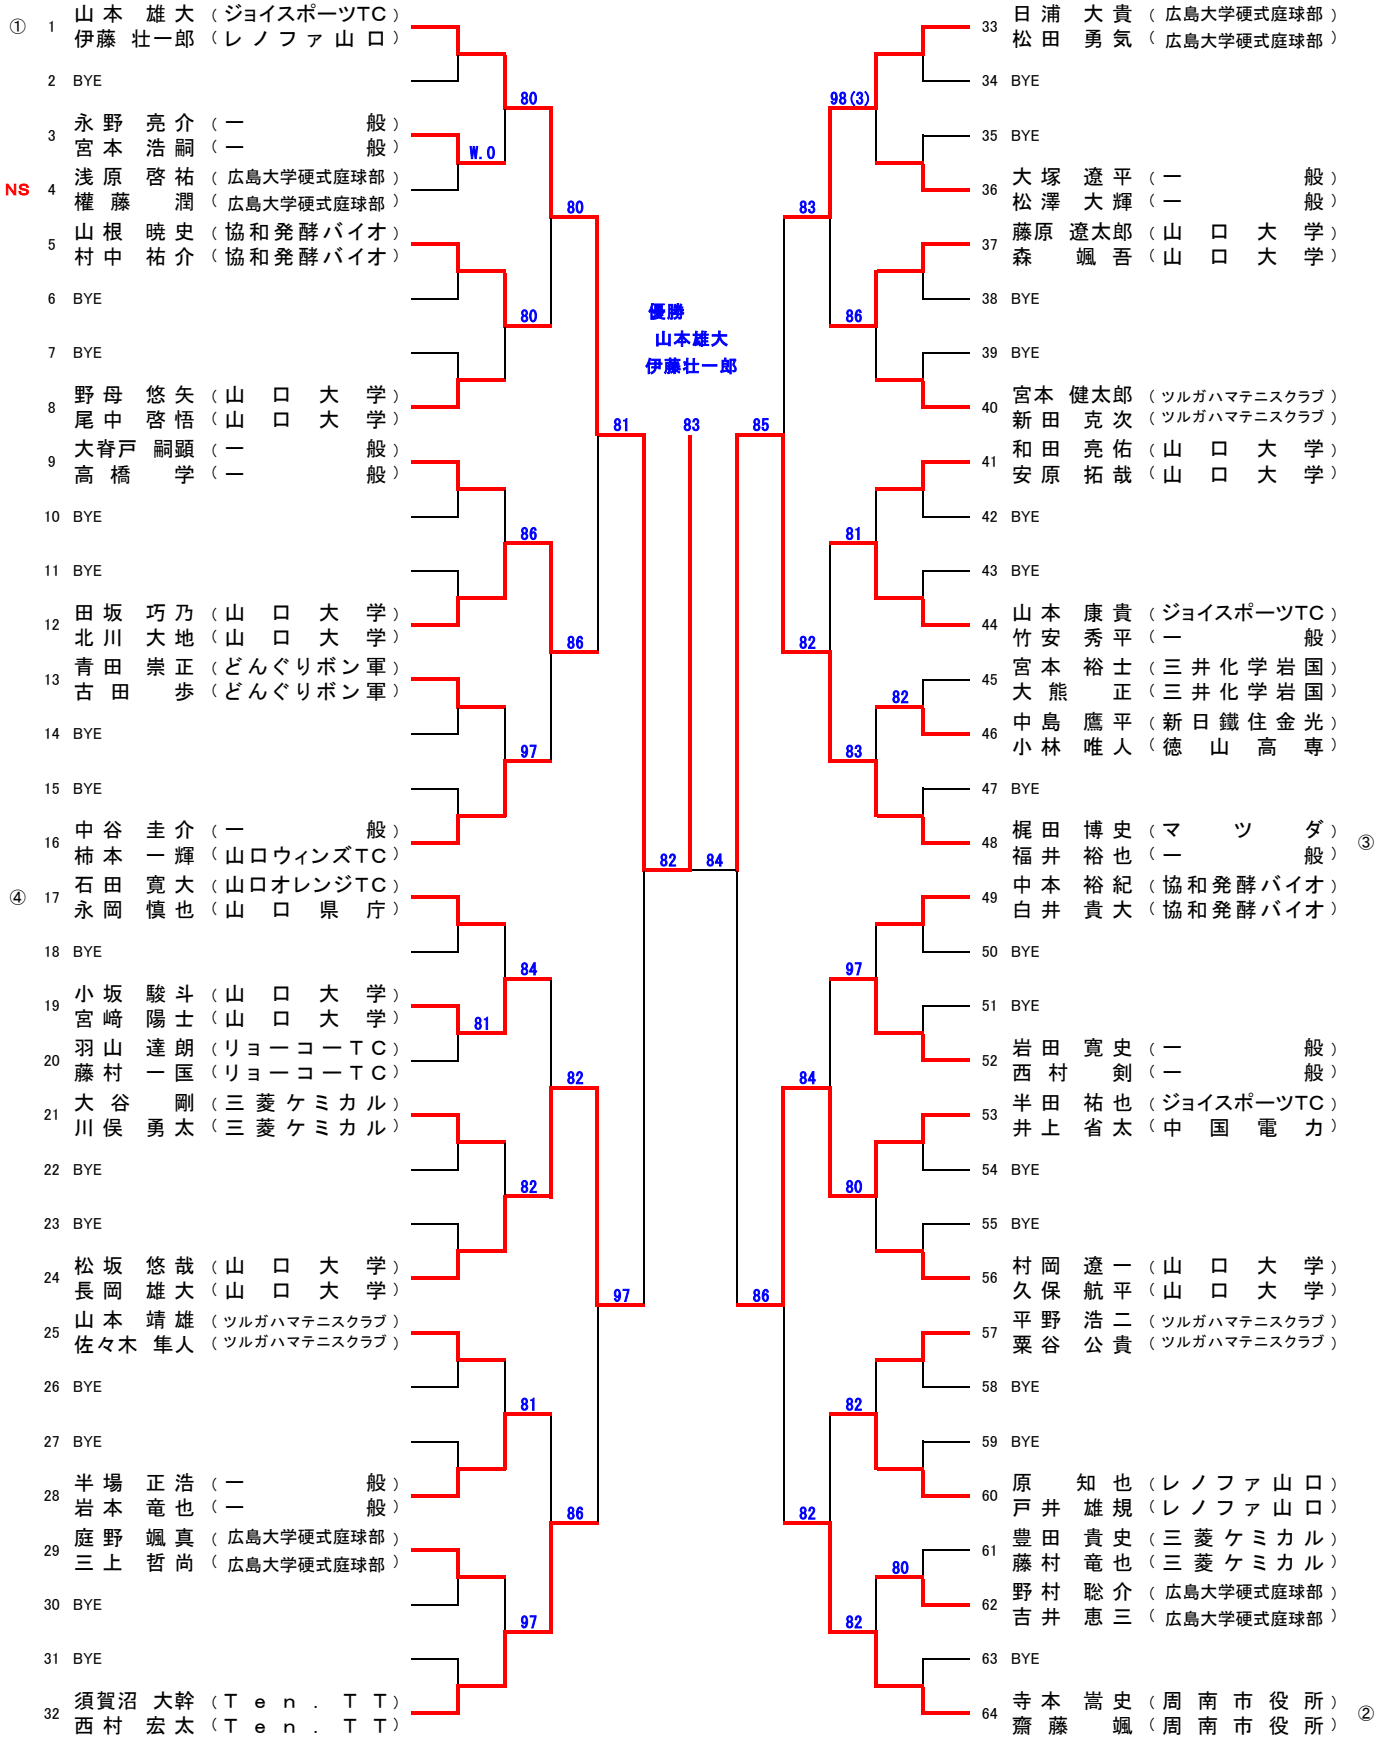 ① 1 山本 雄大 (ジョイスポーツTC)
伊藤 壮一郎 (レノファ山口)
2 BYE
80
3 永野 亮介 (一般)
宮本 浩嗣 (一般)
W.O
NS 4 浅原 啓祐 (広島大学硬式庭球部)
權藤 潤 (広島大学硬式庭球部)
80
5 山根 暁史 (協和発酵バイオ)
村中 祐介 (協和発酵バイオ)
6 BYE
80
7 BYE
8 野母 悠矢 (山口大学)
尾中 啓悟 (山口大学)
81
9 大脊戸 嗣顕 (一般)
高橋 学 (一般)
10 BYE
86
11 BYE
12 田坂 巧乃 (山口大学)
北川 大地 (山口大学)
86
13 青田 崇正 (どんぐりボン軍)
古田 歩 (どんぐりボン軍)
14 BYE
97
15 BYE
16 中谷 圭介 (一般)
柿本 一輝 (山口ウィンズTC)
82
④ 17 石田 寛大 (山口オレンジTC)
永岡 慎也 (山口県庁)
18 BYE
84
19 小坂 駿斗 (山口大学)
宮﨑 陽士 (山口大学)
81
20 羽山 達朗 (リョーコーTC)
藤村 一国 (リョーコーTC)
82
21 大谷 剛 (三菱ケミカル)
川俣 勇太 (三菱ケミカル)
22 BYE
82
23 BYE
24 松坂 悠哉 (山口大学)
長岡 雄大 (山口大学)
97
25 山本 靖雄 (ツルガハマテニスクラブ)
佐々木 隼人 (ツルガハマテニスクラブ)
26 BYE
81
27 BYE
28 半場 正浩 (一般)
岩本 竜也 (一般)
86
29 庭野 颯真 (広島大学硬式庭球部)
三上 哲尚 (広島大学硬式庭球部)
30 BYE
97
31 BYE
32 須賀沼 大幹 (Ten.TT)
西村 宏太 (Ten.TT)
優勝
山本雄大
伊藤壮一郎
83
33 日浦 大貴 (広島大学硬式庭球部)
松田 勇気 (広島大学硬式庭球部)
34 BYE
98(3)
35 BYE
36 大塚 遼平 (一般)
松澤 大輝 (一般)
83
37 藤原 遼太郎 (山口大学)
森 颯吾 (山口大学)
38 BYE
86
39 BYE
40 宮本 健太郎 (ツルガハマテニスクラブ)
新田 克次 (ツルガハマテニスクラブ)
85
41 和田 亮佑 (山口大学)
安原 拓哉 (山口大学)
42 BYE
81
43 BYE
44 山本 康貴 (ジョイスポーツTC)
竹安 秀平 (一般)
82
45 宮本 裕士 (三井化学岩国)
大熊 正 (三井化学岩国)
82
46 中島 鷹平 (新日鐵住金光)
小林 唯人 (徳山高専)
83
47 BYE
48 梶田 博史 (マツダ) ③
福井 裕也 (一般)
84
49 中本 裕紀 (協和発酵バイオ)
白井 貴大 (協和発酵バイオ)
50 BYE
97
51 BYE
52 岩田 寛史 (一般)
西村 剣 (一般)
84
53 半田 祐也 (ジョイスポーツTC)
井上 省太 (中国電力)
54 BYE
80
55 BYE
56 村岡 遼一 (山口大学)
久保 航平 (山口大学)
86
57 平野 浩二 (ツルガハマテニスクラブ)
粟谷 公貴 (ツルガハマテニスクラブ)
58 BYE
82
59 BYE
60 原 知也 (レノファ山口)
戸井 雄規 (レノファ山口)
82
61 豊田 貴史 (三菱ケミカル)
藤村 竜也 (三菱ケミカル)
80
62 野村 聡介 (広島大学硬式庭球部)
吉井 恵三 (広島大学硬式庭球部)
82
63 BYE
64 寺本 嵩史 (周南市役所) ②
齋藤 颯 (周南市役所)